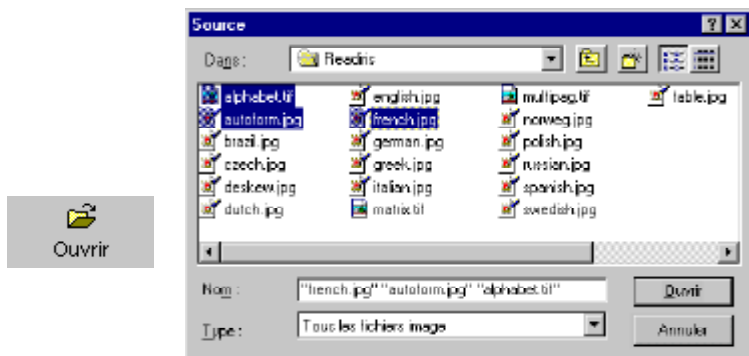 Ouvrir
Source
Dans :
Readiris
alphabet.tif
autoform.jpg
brazil.jpg
czech.jpg
deskew.jpg
dutch.jpg
english.jpg
french.jpg
german.jpg
greek.jpg
italian.jpg
matrix.tif
multipag.tif
norweg.jpg
polish.jpg
russian.jpg
spanish.jpg
swedish.jpg
table.jpg
Nom : "french.jpg" "autoform.jpg" "alphabet.tif" Ouvrir
Type : Tous les fichiers image Annuler